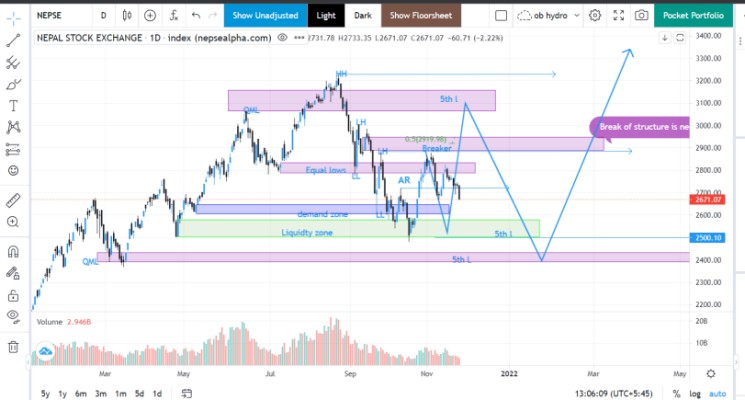 NEPSE D Show Unadjusted Light Dark Show Floorsheet ob hydro Pocket Portfolio
NEPAL STOCK EXCHANGE · 1D · index (nepsealpha.com) 2731.78 H2733.35 L2671.07 C2671.07 −60.71 (−2.22%)
3400.00
3300.00
HH
3200.00
5th l
3100.00
QML
LH
3000.00
Break of structure is ne
0.5(2919.98)
Breaker
2900.00
LH
Equal lows
2800.00
LL
AR
2700.00
2671.07
demand zone
LL
2600.00
Liquidity zone
5th l
2500.10
QML
5th L
2400.00
2300.00
2200.00
Volume 2.946B
20B
10B
Mar May Jul Sep Nov 2022 Mar May
5y 1y 6m 3m 1m 5d 1d 13:06:09 (UTC+5:45) % log auto